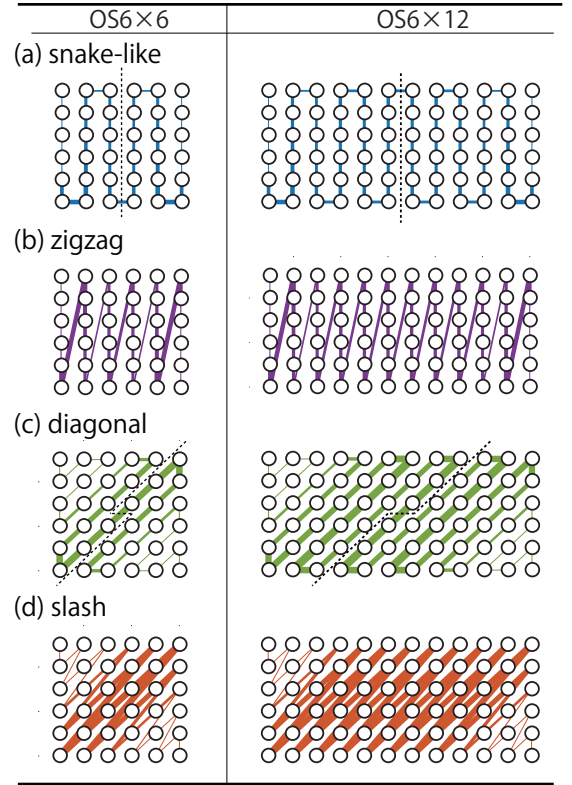 OS6×6
OS6×12
(a) snake-like
(b) zigzag
(c) diagonal
(d) slash